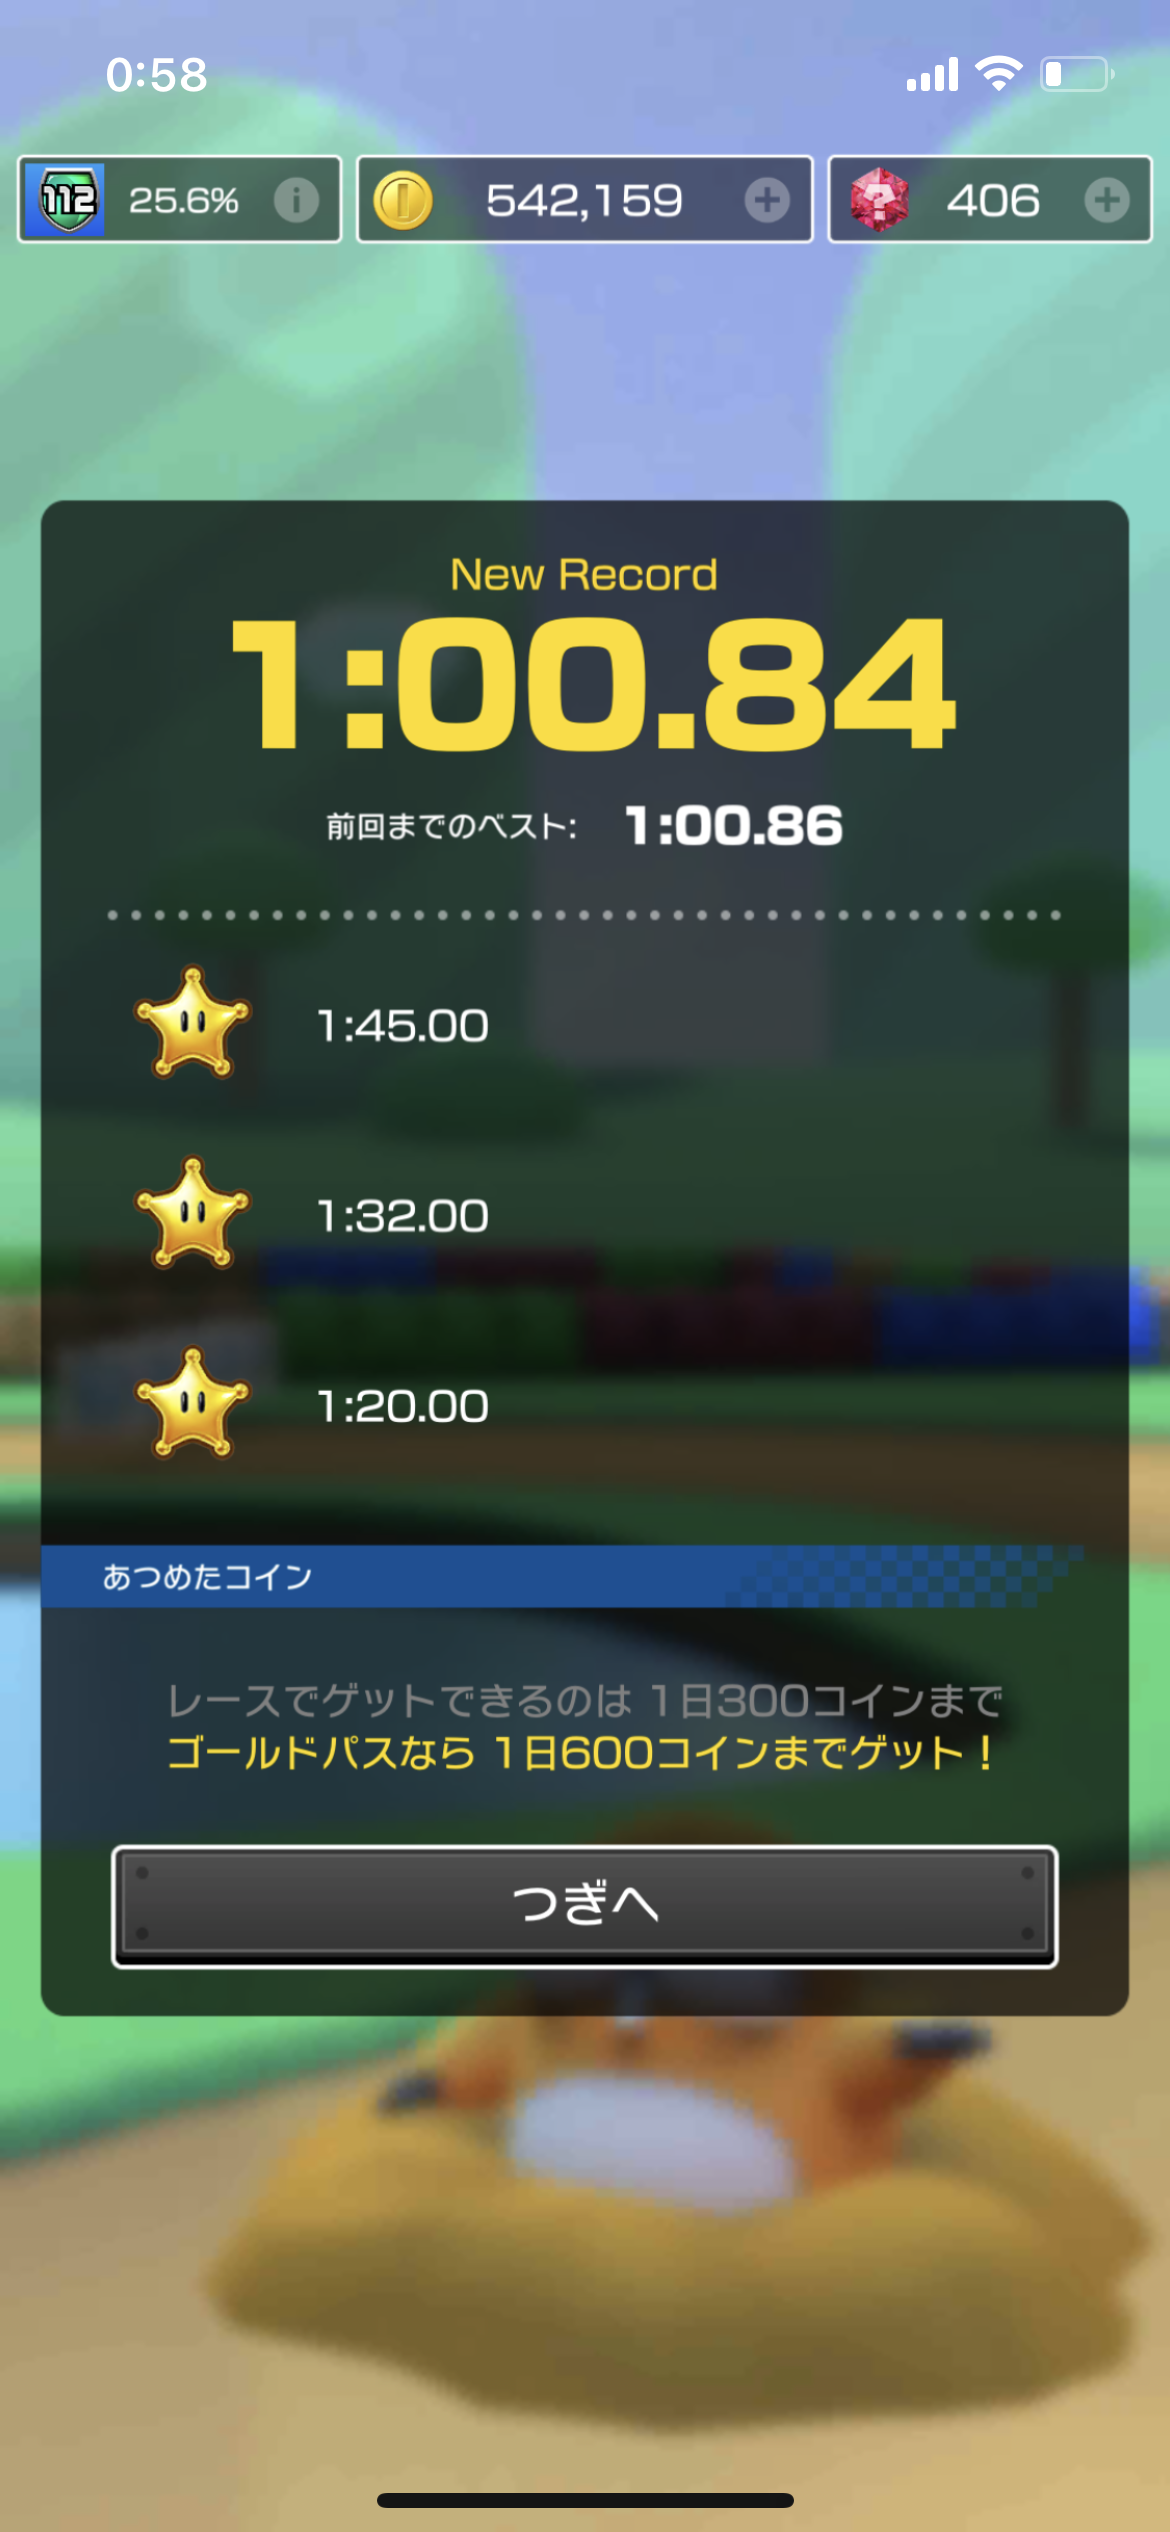 0:58
112 25.6% 542,159 406
New Record
1:00.84
前回までのベスト: 1:00.86
1:45.00
1:32.00
1:20.00
あつめたコイン
レースでゲットできるのは 1日300コインまで
ゴールドパスなら 1日600コインまでゲット！
つぎへ